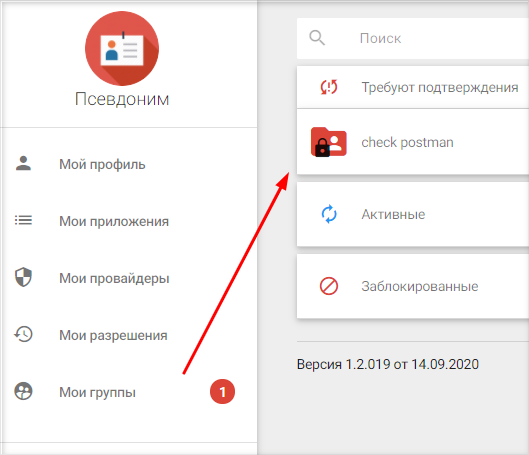 Псевдоним
Мой профиль
Мои приложения
Мои провайдеры
Мои разрешения
Мои группы
1
Поиск
Требуют подтверждения
check postman
Активные
Заблокированные
Версия 1.2.019 от 14.09.2020